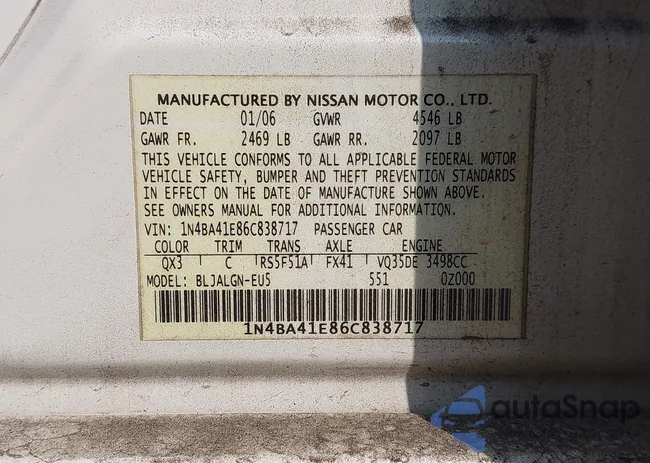 MANUFACTURED BY NISSAN MOTOR CO., LTD.
DATE 01/06 GVWR 4546 LB
GAWR FR. 2469 LB GAWR RR. 2097 LB
THIS VEHICLE CONFORMS TO ALL APPLICABLE FEDERAL MOTOR
VEHICLE SAFETY, BUMPER AND THEFT PREVENTION STANDARDS
IN EFFECT ON THE DATE OF MANUFACTURE SHOWN ABOVE.
SEE OWNERS MANUAL FOR ADDITIONAL INFORMATION.
VIN: 1N4BA41E86C838717 PASSENGER CAR
COLOR TRIM TRANS AXLE ENGINE
QX3 C RS5F51A FX41 VQ35DE 3498CC
MODEL: BLJALGN-EU5 551 0Z000
1N4BA41E86C838717
autoSnap